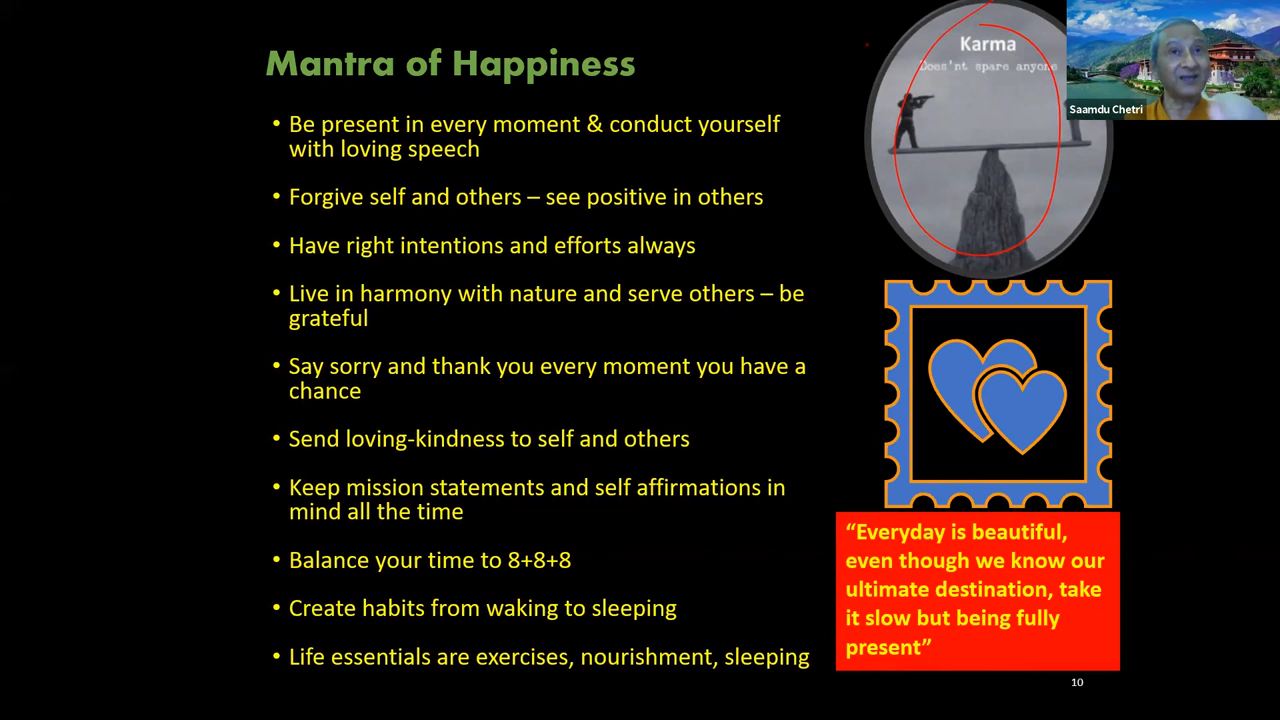 Mantra of Happiness
• Be present in every moment & conduct yourself
with loving speech
• Forgive self and others – see positive in others
• Have right intentions and efforts always
• Live in harmony with nature and serve others – be
grateful
• Say sorry and thank you every moment you have a
chance
• Send loving-kindness to self and others
• Keep mission statements and self affirmations in
mind all the time
• Balance your time to 8+8+8
• Create habits from waking to sleeping
• Life essentials are exercises, nourishment, sleeping
Karma
Does'nt spare anyone
Saamdu Chetri
“Everyday is beautiful,
even though we know our
ultimate destination, take
it slow but being fully
present”
10